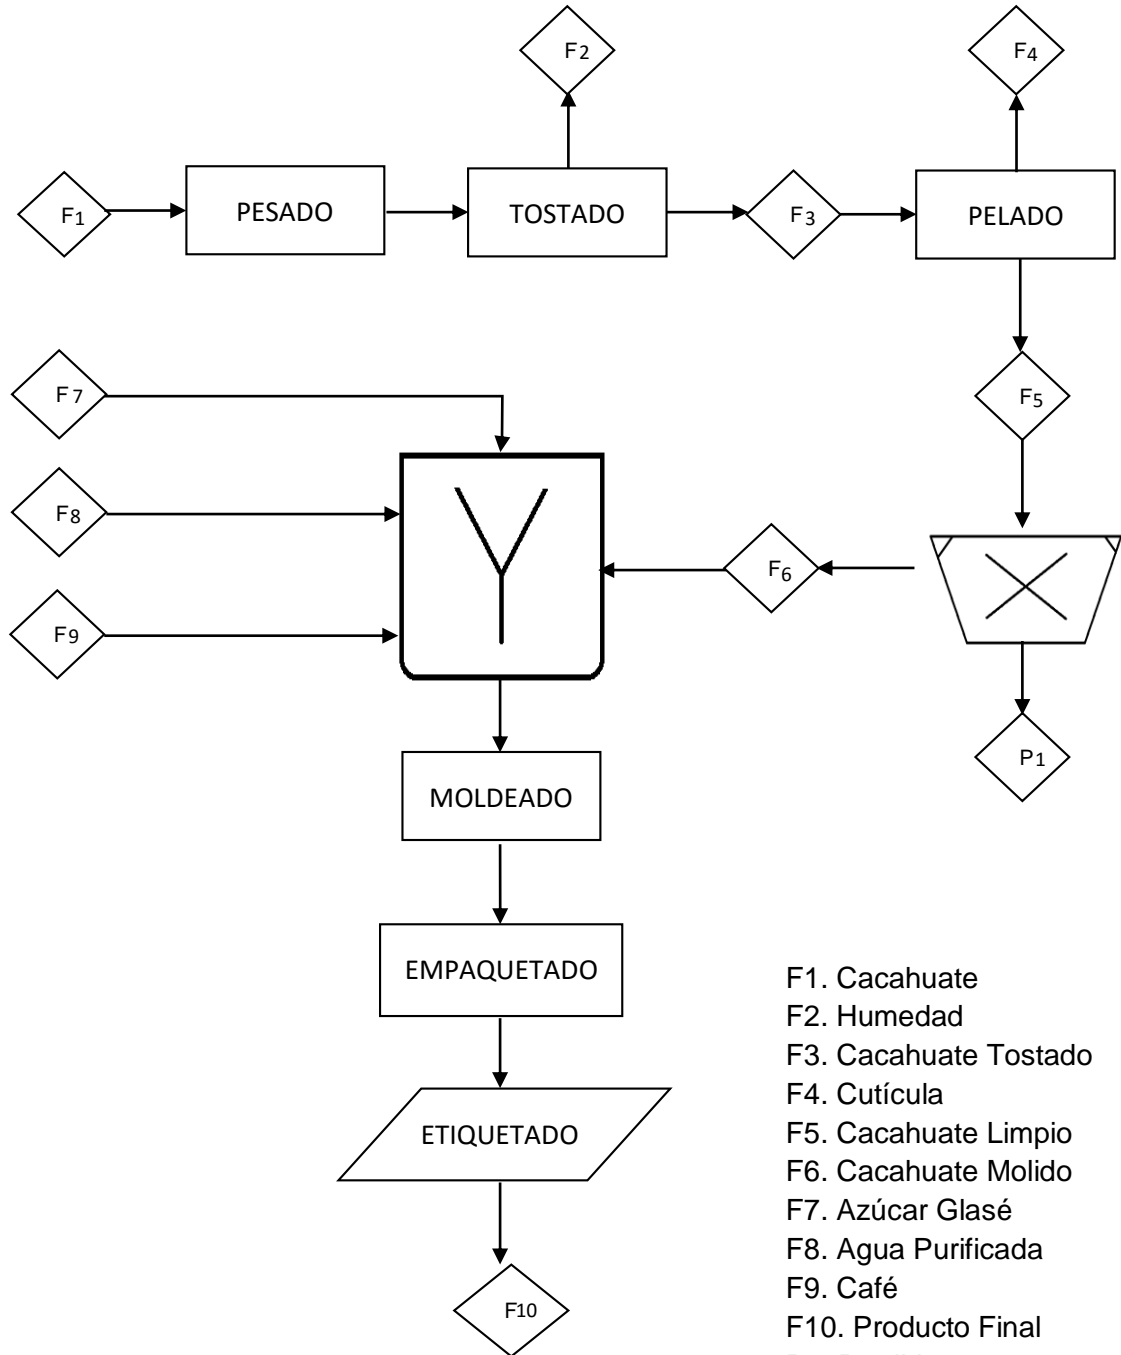 F2
F4
F1
PESADO
TOSTADO
F3
PELADO
F7
F5
F8
F6
F9
P1
MOLDEADO
EMPAQUETADO
ETIQUETADO
F10
F1. Cacahuate
F2. Humedad
F3. Cacahuate Tostado
F4. Cutícula
F5. Cacahuate Limpio
F6. Cacahuate Molido
F7. Azúcar Glasé
F8. Agua Purificada
F9. Café
F10. Producto Final